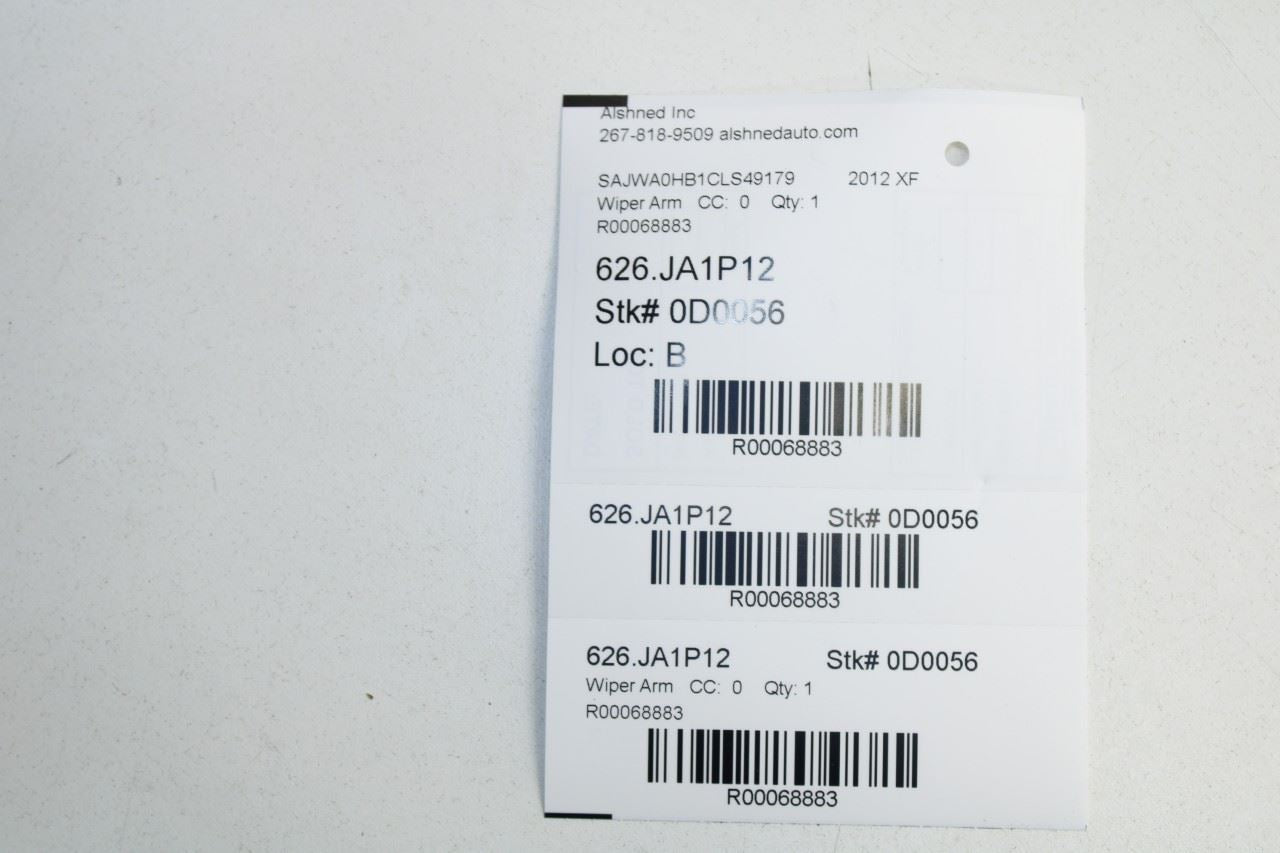 Alshned Inc
267-818-9509 alshnedauto.com
SAJWA0HB1CLS49179 2012 XF
Wiper Arm CC: 0 Qty: 1
R00068883
626.JA1P12
Stk# 0D0056
Loc: B
R00068883
626.JA1P12 Stk# 0D0056
R00068883
626.JA1P12 Stk# 0D0056
Wiper Arm CC: 0 Qty: 1
R00068883
R00068883